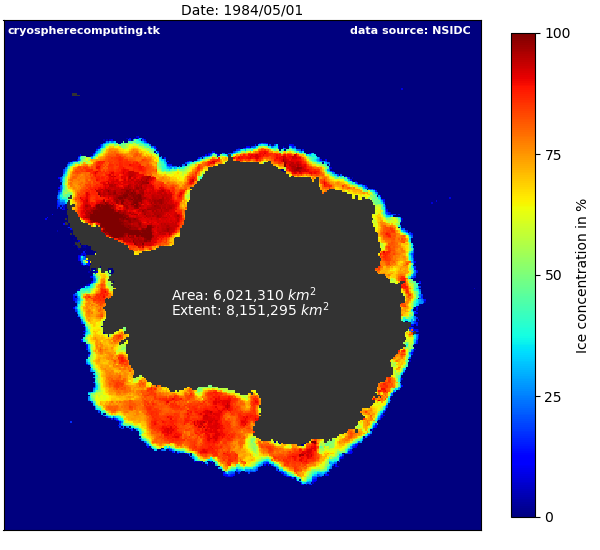 Date: 1984/05/01
cryospherecomputing.tk
data source: NSIDC
Area: 6,021,310 km²
Extent: 8,151,295 km²
100
75
50
25
0
Ice concentration in %